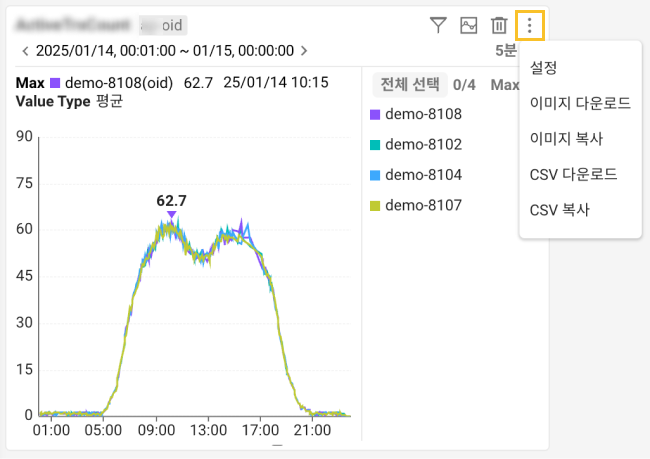 oid
2025/01/14, 00:01:00 ~ 01/15, 00:00:00
5분
Max demo-8108(oid) 62.7 25/01/14 10:15
Value Type 평균
90
75
60
45
30
15
0
62.7
01:00 05:00 09:00 13:00 17:00 21:00
전체 선택 0/4 Max
demo-8108
demo-8102
demo-8104
demo-8107
설정
이미지 다운로드
이미지 복사
CSV 다운로드
CSV 복사